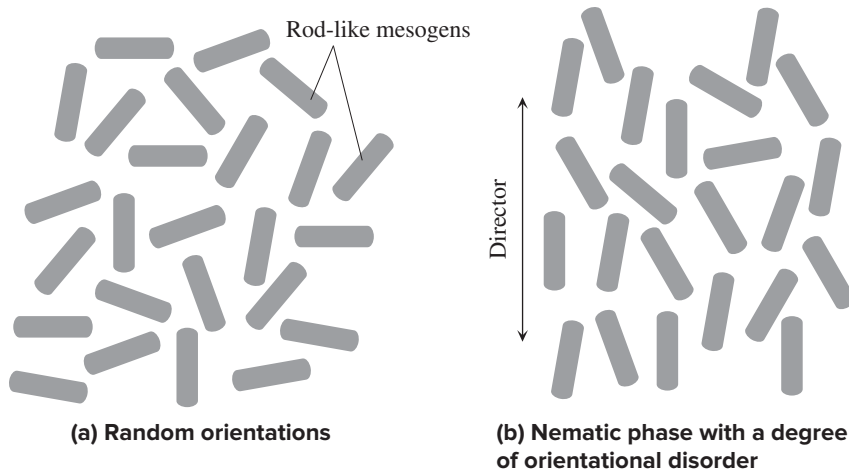 Rod-like mesogens
Director
(a) Random orientations
(b) Nematic phase with a degree
of orientational disorder